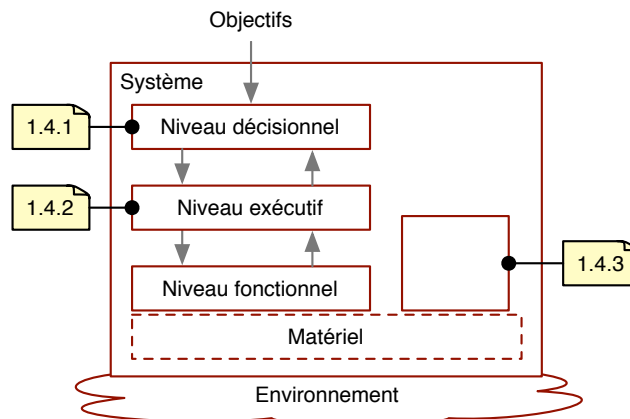 Objectifs
Système
1.4.1
Niveau décisionnel
1.4.2
Niveau exécutif
1.4.3
Niveau fonctionnel
Matériel
Environnement